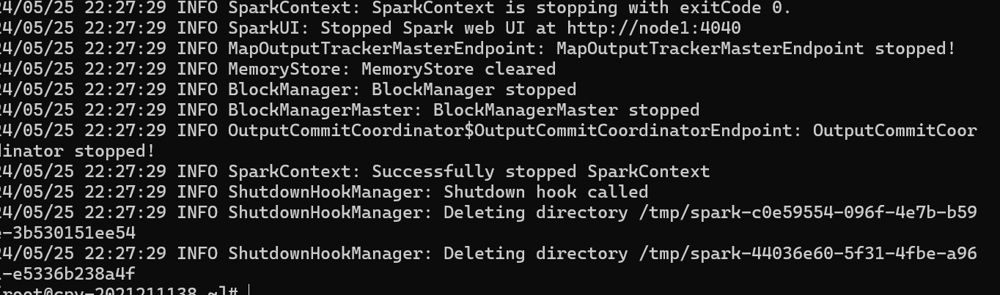 24/05/25 22:27:29 INFO SparkContext: SparkContext is stopping with exitCode 0.
24/05/25 22:27:29 INFO SparkUI: Stopped Spark web UI at http://node1:4040
24/05/25 22:27:29 INFO MapOutputTrackerMasterEndpoint: MapOutputTrackerMasterEndpoint stopped!
24/05/25 22:27:29 INFO MemoryStore: MemoryStore cleared
24/05/25 22:27:29 INFO BlockManager: BlockManager stopped
24/05/25 22:27:29 INFO BlockManagerMaster: BlockManagerMaster stopped
24/05/25 22:27:29 INFO OutputCommitCoordinator$OutputCommitCoordinatorEndpoint: OutputCommitCoor
dinator stopped!
24/05/25 22:27:29 INFO SparkContext: Successfully stopped SparkContext
24/05/25 22:27:29 INFO ShutdownHookManager: Shutdown hook called
24/05/25 22:27:29 INFO ShutdownHookManager: Deleting directory /tmp/spark-c0e59554-096f-4e7b-b59
e-3b530151ee54
24/05/25 22:27:29 INFO ShutdownHookManager: Deleting directory /tmp/spark-44036e60-5f31-4fbe-a96
-e5336b238a4f
[root@cpy-2021211138 ~]#